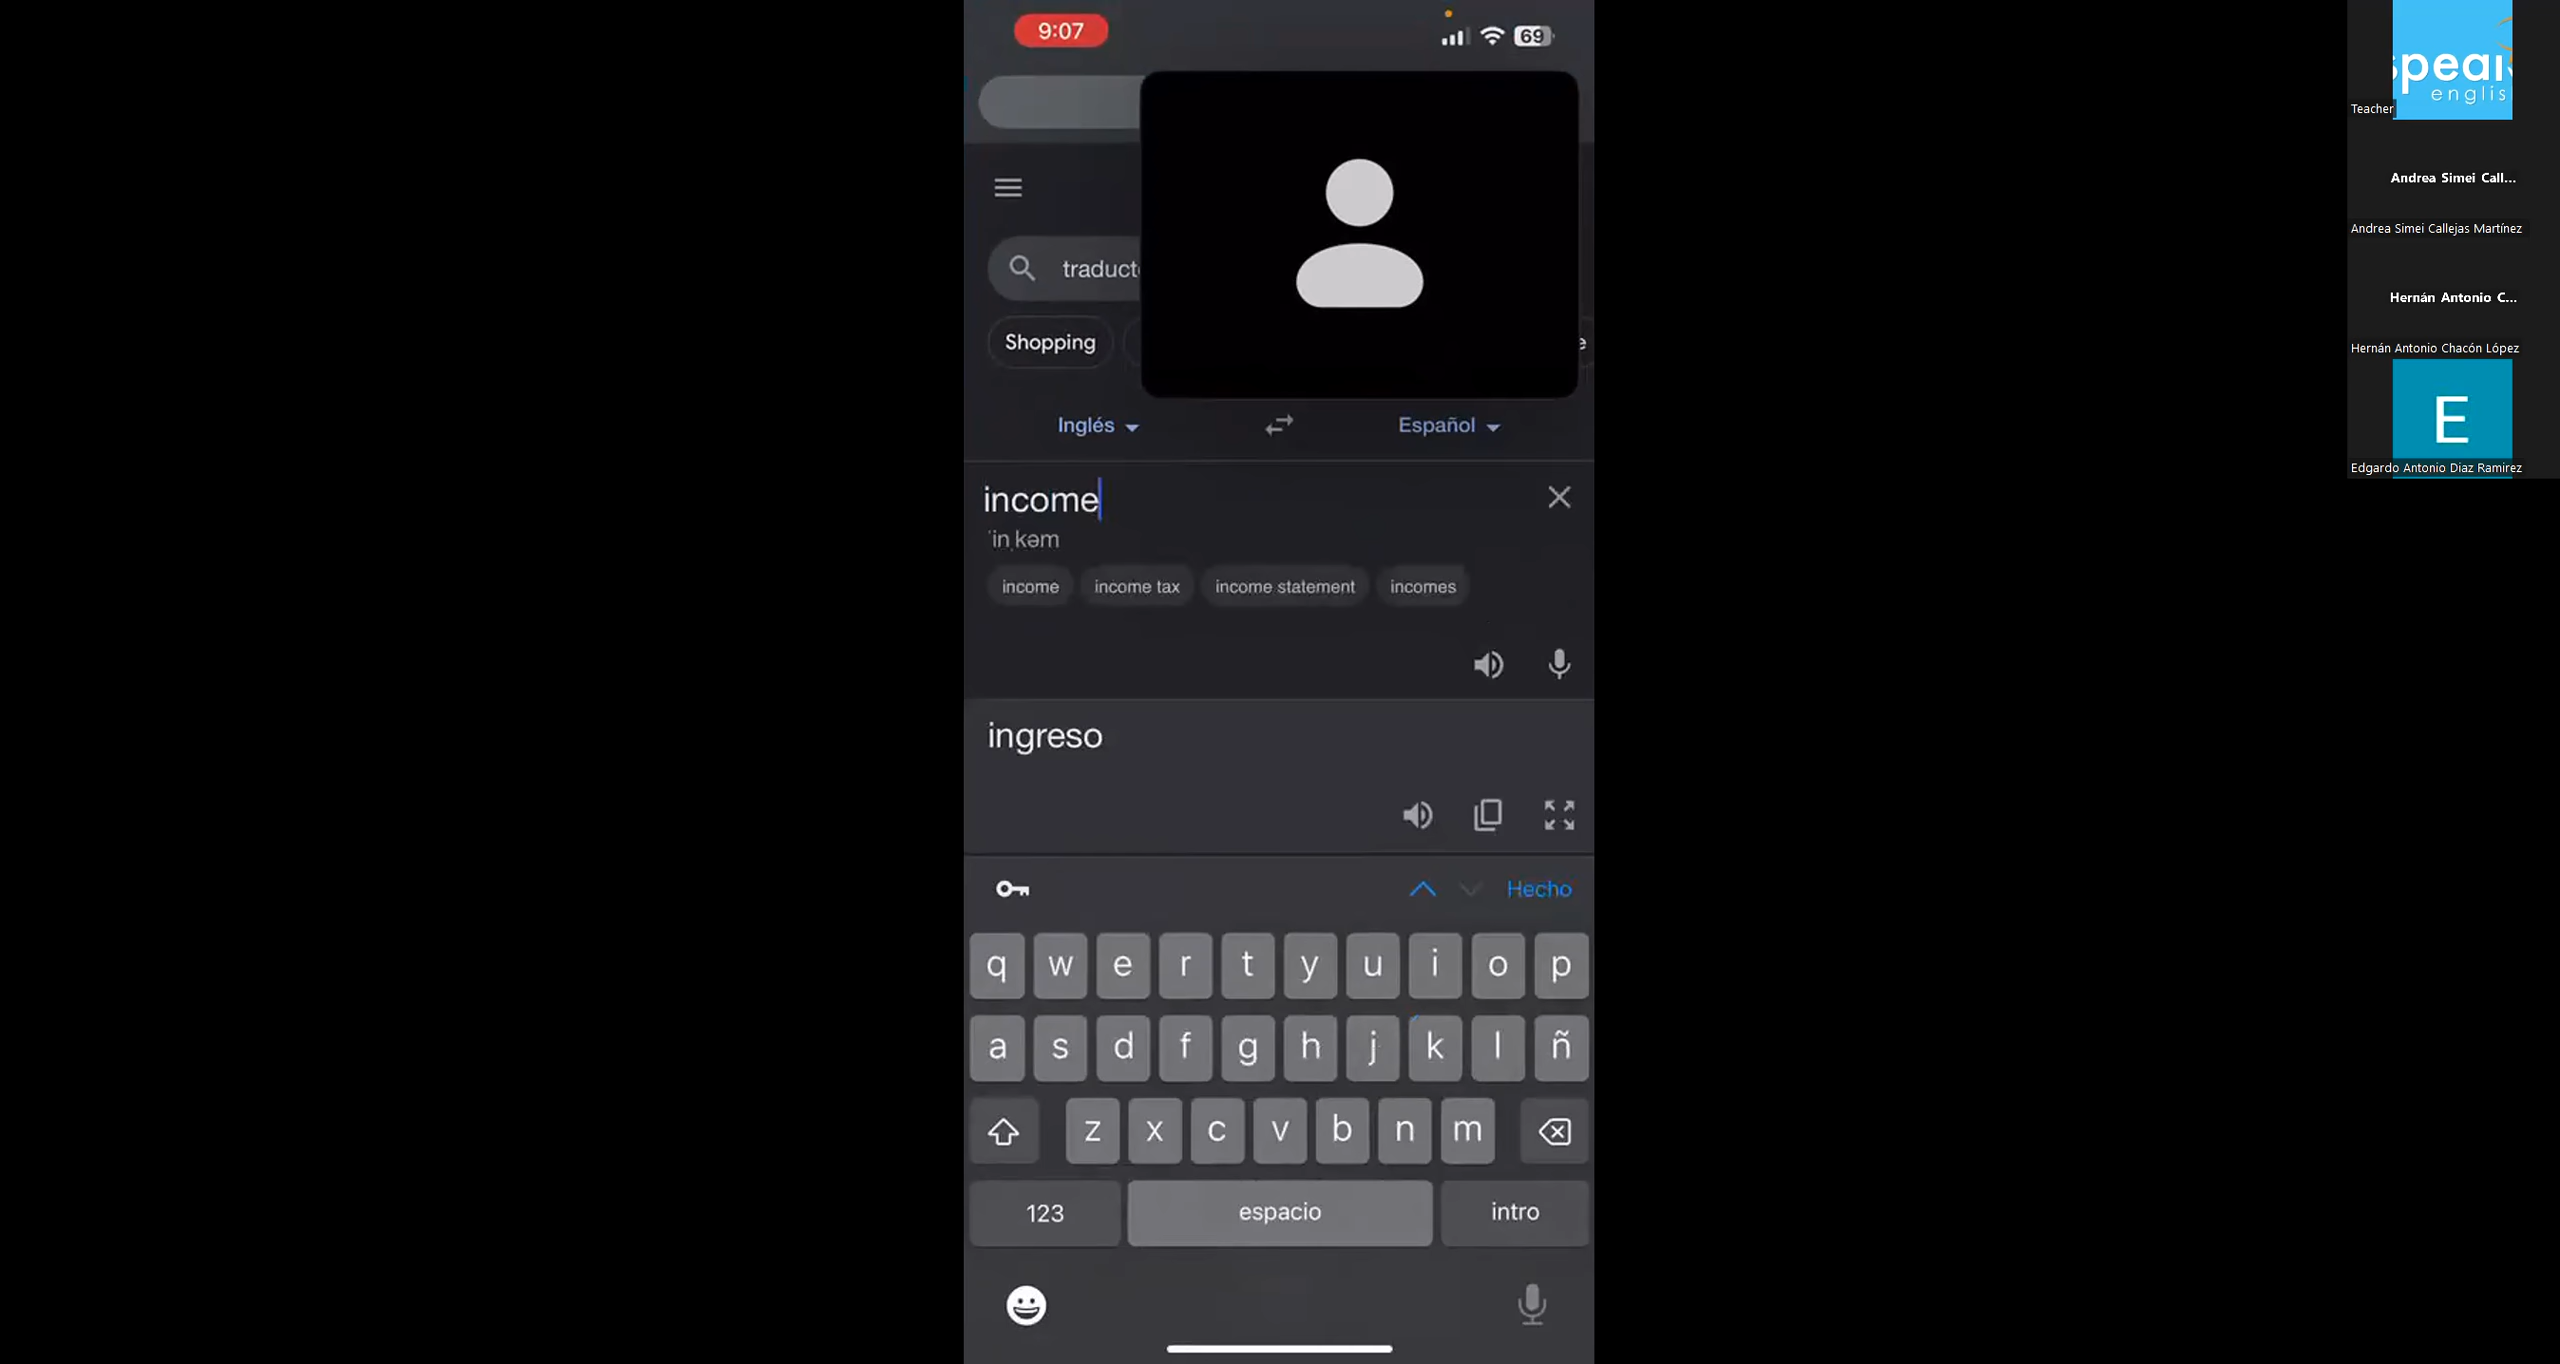 9:07
69
traduct
Shopping
e
Inglés
Español
income
ˈinˌkəm
income
income tax
income statement
incomes
ingreso
Hecho
q w e r t y u i o p
a s d f g h j k l ñ
z x c v b n m
123
espacio
intro
speak
englis
Teacher
Andrea Simei Call...
Andrea Simei Callejas Martínez
Hernán Antonio C...
Hernán Antonio Chacón López
E
Edgardo Antonio Diaz Ramirez